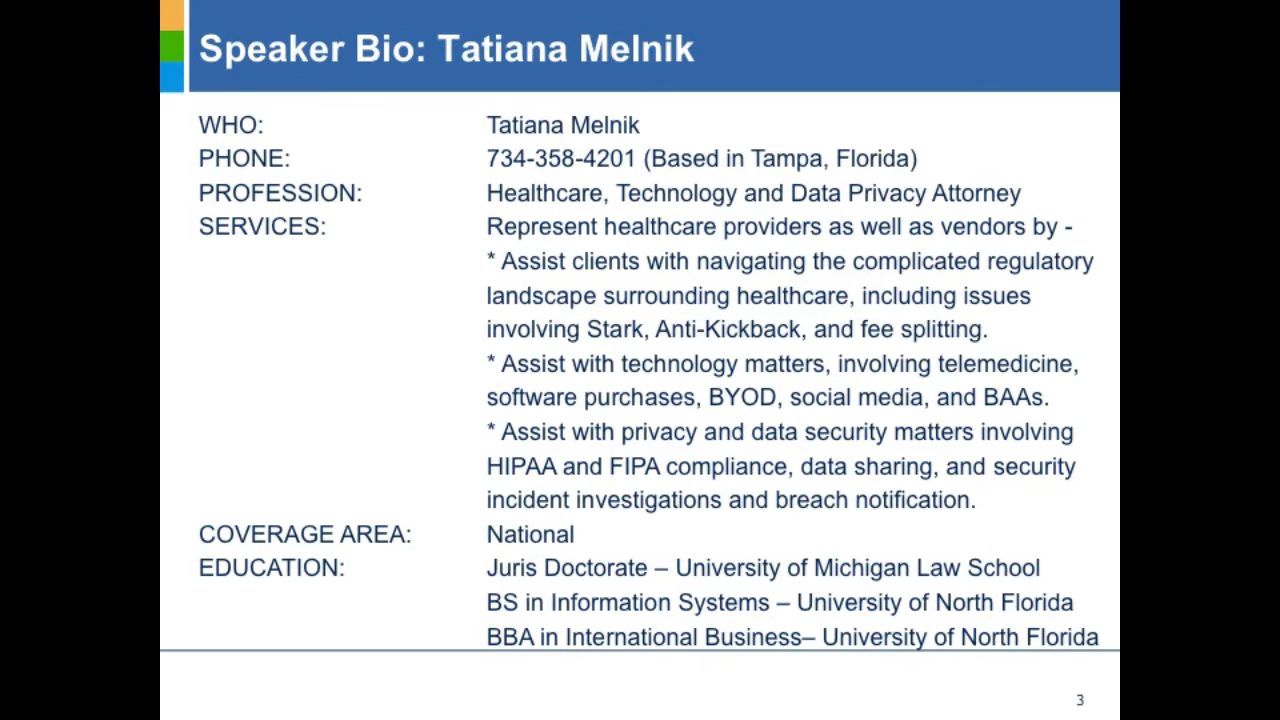 Speaker Bio: Tatiana Melnik
WHO: Tatiana Melnik
PHONE: 734-358-4201 (Based in Tampa, Florida)
PROFESSION: Healthcare, Technology and Data Privacy Attorney
SERVICES: Represent healthcare providers as well as vendors by -
* Assist clients with navigating the complicated regulatory
landscape surrounding healthcare, including issues
involving Stark, Anti-Kickback, and fee splitting.
* Assist with technology matters, involving telemedicine,
software purchases, BYOD, social media, and BAAs.
* Assist with privacy and data security matters involving
HIPAA and FIPA compliance, data sharing, and security
incident investigations and breach notification.
COVERAGE AREA: National
EDUCATION: Juris Doctorate – University of Michigan Law School
BS in Information Systems – University of North Florida
BBA in International Business– University of North Florida
3